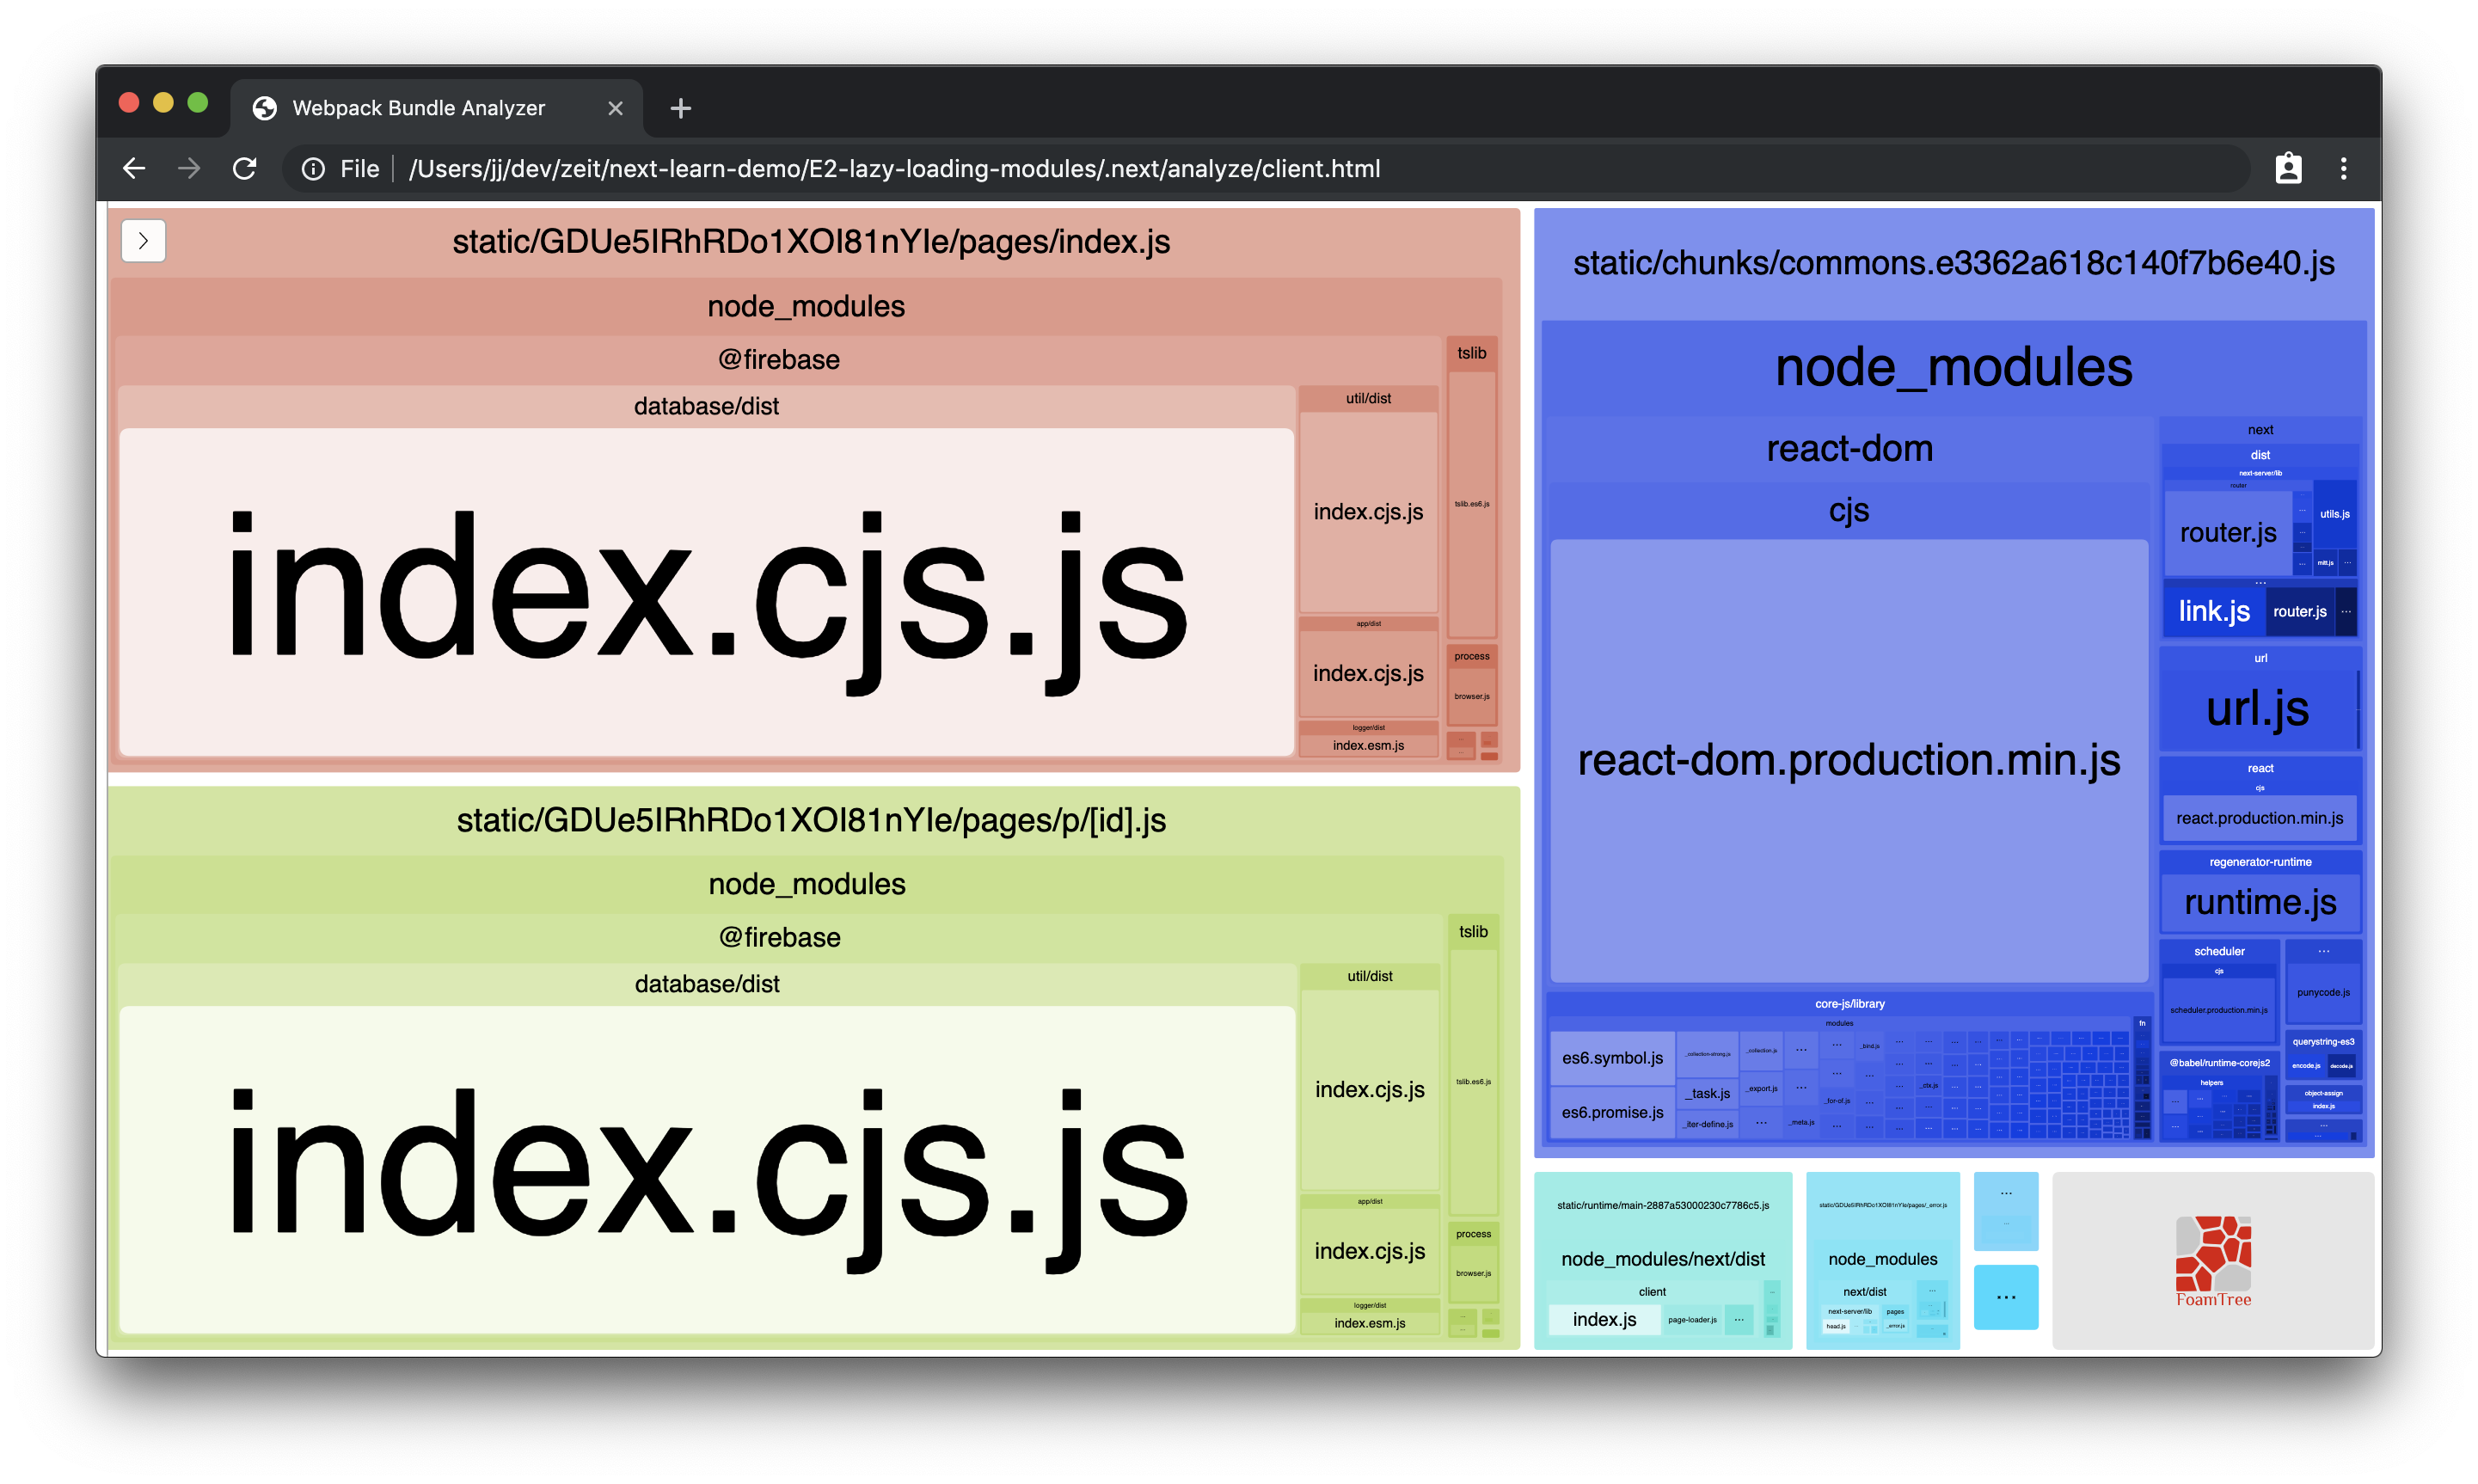 Webpack Bundle Analyzer
File /Users/jj/dev/zeit/next-learn-demo/E2-lazy-loading-modules/.next/analyze/client.html
static/GDUe5IRhRDo1XOI81nYIe/pages/index.js
node_modules
@firebase
tslib
database/dist
util/dist
index.cjs.js
index.cjs.js
tslib.es6.js
app/dist
index.cjs.js
process
browser.js
logger/dist
index.esm.js
static/GDUe5IRhRDo1XOI81nYIe/pages/p/[id].js
node_modules
@firebase
tslib
database/dist
util/dist
index.cjs.js
index.cjs.js
tslib.es6.js
app/dist
index.cjs.js
process
browser.js
logger/dist
index.esm.js
static/chunks/commons.e3362a618c140f7b6e40.js
node_modules
react-dom
cjs
react-dom.production.min.js
next
dist
next-server/lib
router
router.js
utils.js
mitt.js
...
link.js
router.js
...
url
url.js
react
cjs
react.production.min.js
regenerator-runtime
runtime.js
scheduler
cjs
scheduler.production.min.js
...
punycode.js
querystring-es3
encode.js
decode.js
@babel/runtime-corejs2
helpers
object-assign
index.js
core-js/library
modules
fn
es6.symbol.js
_collection-strong.js
_collection.js
_bind.js
_task.js
_export.js
_ctx.js
es6.promise.js
_for-of.js
_iter-define.js
_meta.js
static/runtime/main-2887a53000230c7786c5.js
node_modules/next/dist
client
index.js
page-loader.js
...
static/GDUe5IRhRDo1XOI81nYIe/pages/_error.js
node_modules
next/dist
next-server/lib
pages
head.js
_error.js
...
...
FoamTree